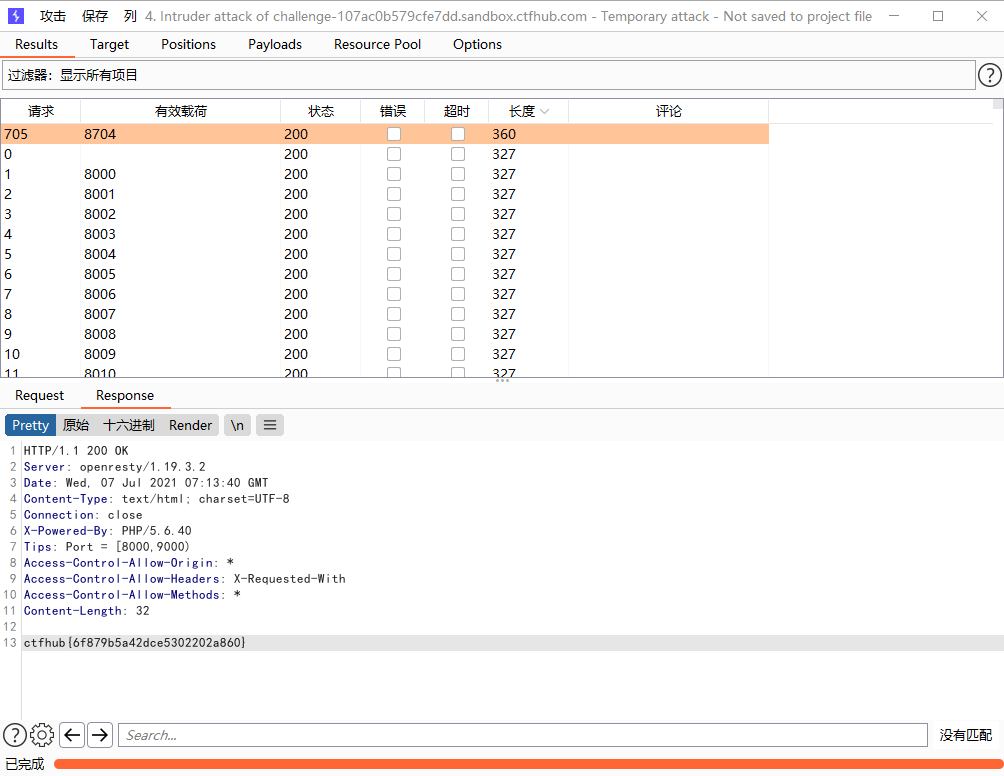 攻击 保存 列 4. Intruder attack of challenge-107ac0b579cfe7dd.sandbox.ctfhub.com - Temporary attack - Not saved to project file
Results Target Positions Payloads Resource Pool Options
过滤器：显示所有项目
请求 有效载荷 状态 错误 超时 长度 评论
705 8704 200 360
0 200 327
1 8000 200 327
2 8001 200 327
3 8002 200 327
4 8003 200 327
5 8004 200 327
6 8005 200 327
7 8006 200 327
8 8007 200 327
9 8008 200 327
10 8009 200 327
11 8010 200 327
Request Response
Pretty 原始 十六进制 Render \n
1 HTTP/1.1 200 OK
2 Server: openresty/1.19.3.2
3 Date: Wed, 07 Jul 2021 07:13:40 GMT
4 Content-Type: text/html; charset=UTF-8
5 Connection: close
6 X-Powered-By: PHP/5.6.40
7 Tips: Port = [8000,9000)
8 Access-Control-Allow-Origin: *
9 Access-Control-Allow-Headers: X-Requested-With
10 Access-Control-Allow-Methods: *
11 Content-Length: 32
12
13 ctfhub{6f879b5a42dce5302202a860}
Search... 没有匹配
已完成